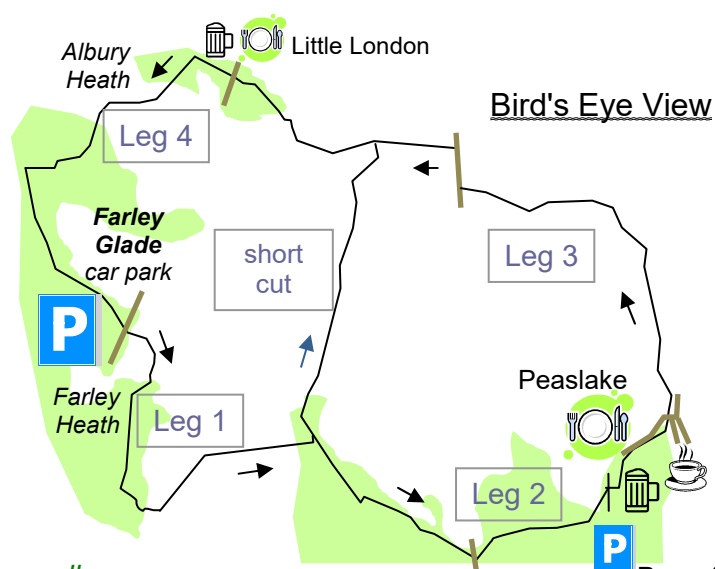 Little London
Albury
Heath
Bird's Eye View
Leg 4
Farley
Glade
car park
short
cut
Leg 3
P
Peaslake
Farley
Heath
Leg 1
Leg 2
P